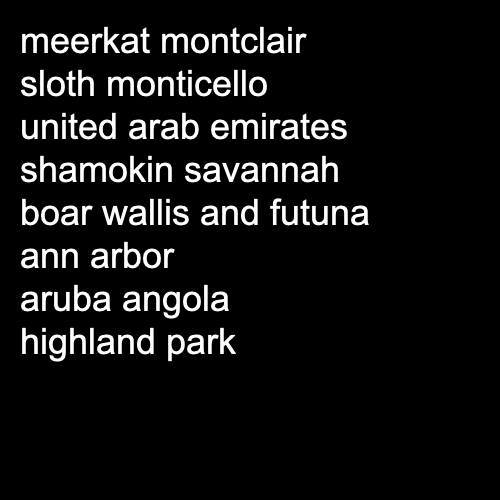 meerkat montclair
sloth monticello
united arab emirates
shamokin savannah
boar wallis and futuna
ann arbor
aruba angola
highland park